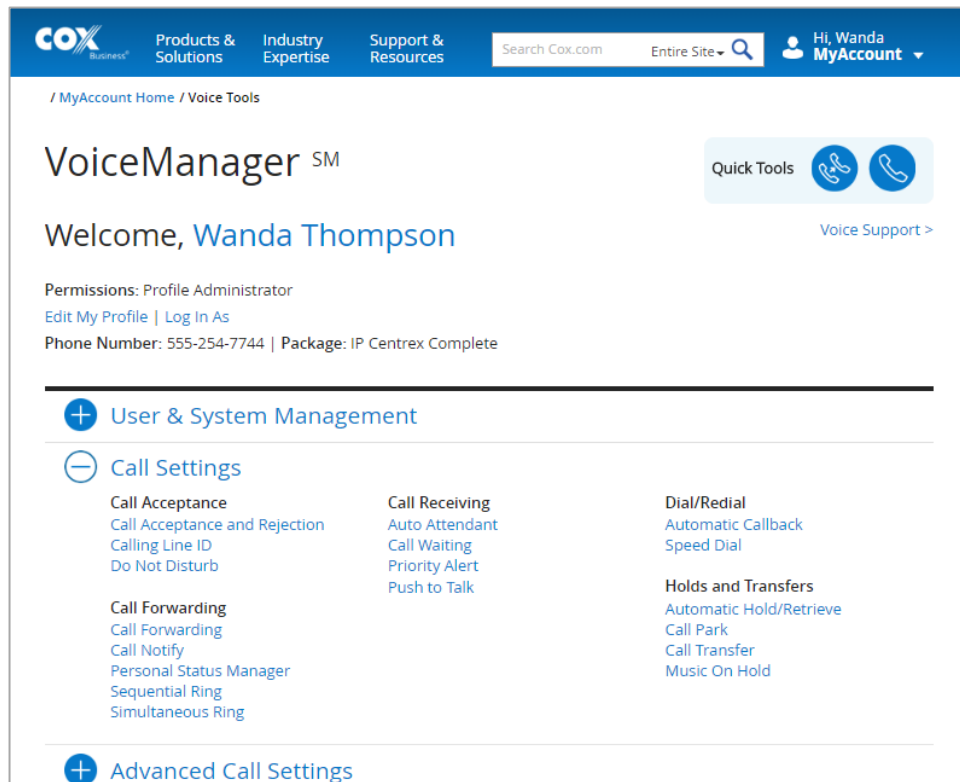 COX Business®
Products & Solutions
Industry Expertise
Support & Resources
Search Cox.com
Entire Site
Hi, Wanda
MyAccount
/ MyAccount Home / Voice Tools
VoiceManager SM
Quick Tools
Welcome, Wanda Thompson
Voice Support >
Permissions: Profile Administrator
Edit My Profile | Log In As
Phone Number: 555-254-7744 | Package: IP Centrex Complete
User & System Management
Call Settings
Call Acceptance
Call Acceptance and Rejection
Calling Line ID
Do Not Disturb
Call Forwarding
Call Forwarding
Call Notify
Personal Status Manager
Sequential Ring
Simultaneous Ring
Call Receiving
Auto Attendant
Call Waiting
Priority Alert
Push to Talk
Dial/Redial
Automatic Callback
Speed Dial
Holds and Transfers
Automatic Hold/Retrieve
Call Park
Call Transfer
Music On Hold
Advanced Call Settings